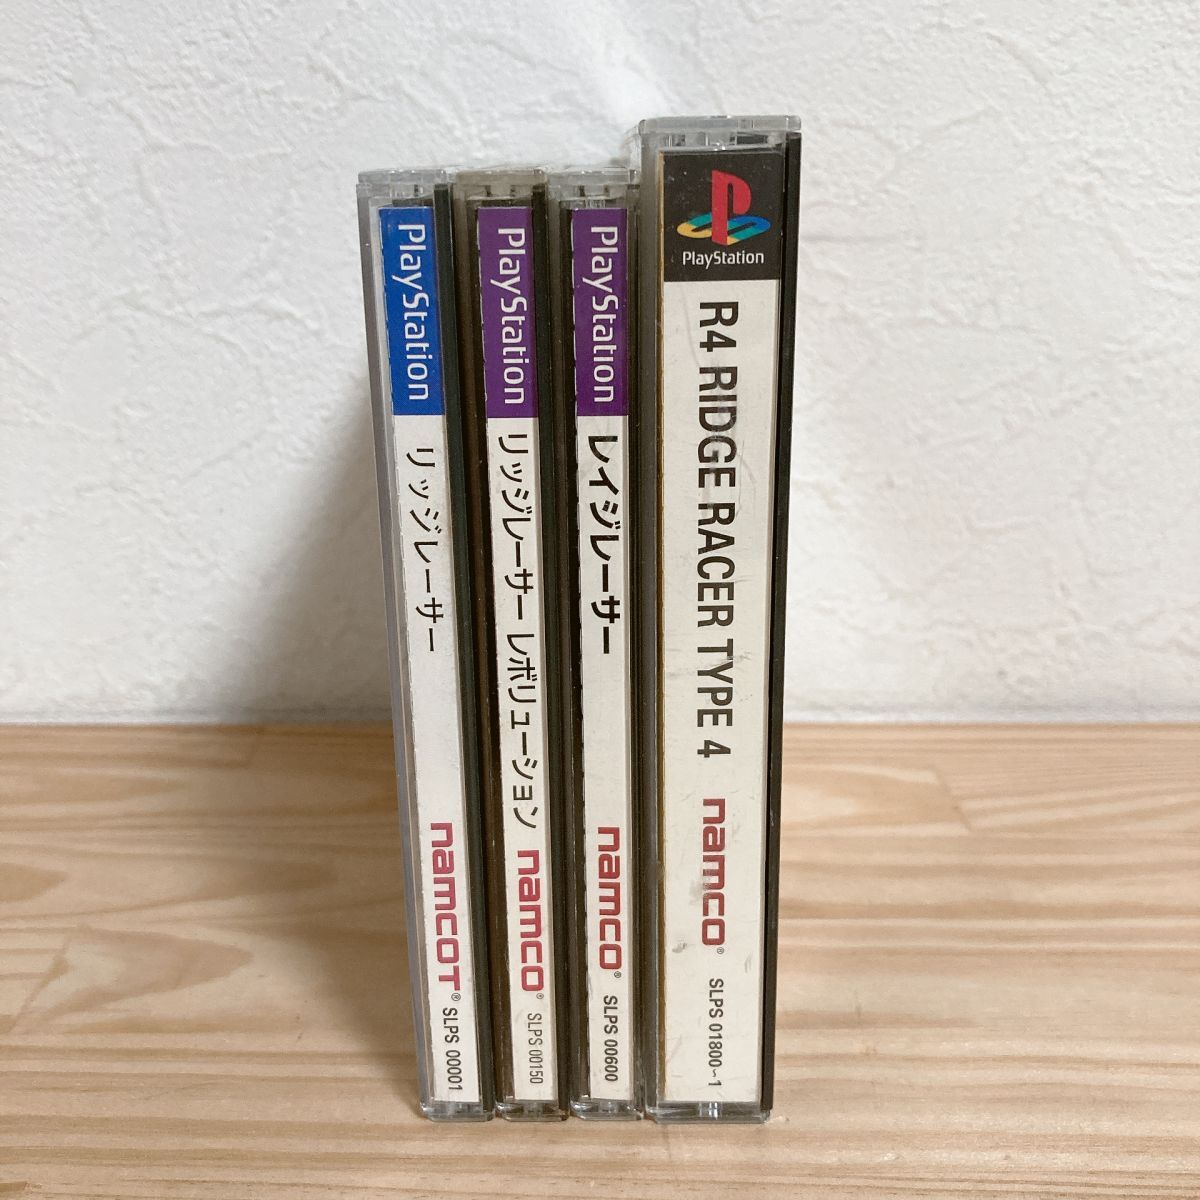 PlayStation
リッジレーサー
namcoT®
SLPS 00001
PlayStation
リッジレーサー レボリューション
namco®
SLPS 00150
PlayStation
レイジレーサー
namco®
SLPS 00600
PlayStation
R4 RIDGE RACER TYPE 4
namco®
SLPS 01800~1